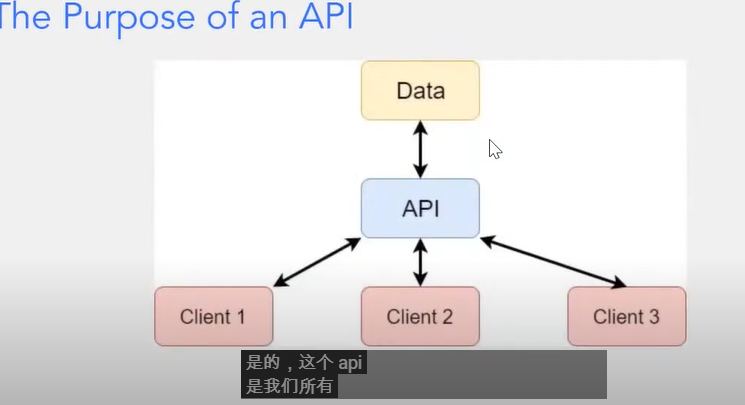 The Purpose of an API
Data
API
Client 1
Client 2
Client 3
是的，这个 api
是我们所有